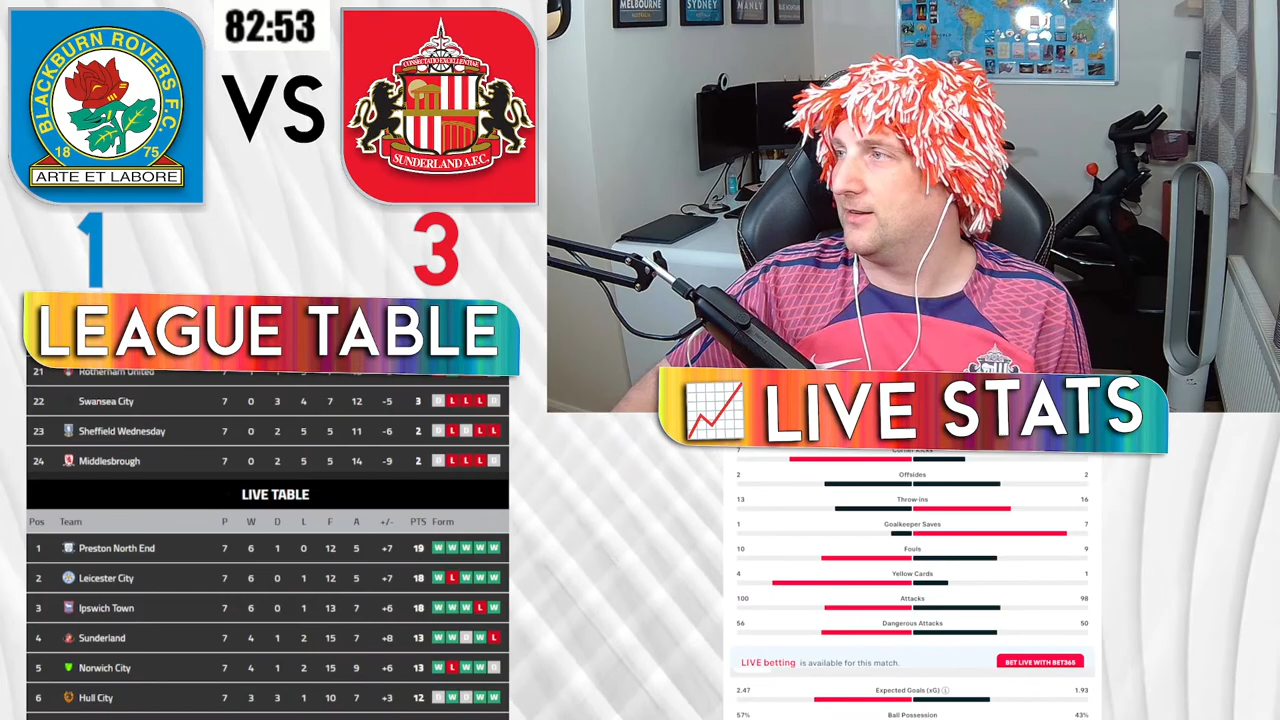 BLACKBURN ROVERS F.C.
18 75
ARTE ET LABORE
82:53
VS
CONSECTATIO EXCELLENTIAE
SUNDERLAND A.F.C.
1
3
MELBOURNE
SYDNEY
MANLY
LEAGUE TABLE
21 Rotherham United
22 Swansea City 7 0 3 4 7 12 -5 3 D L L L D
23 Sheffield Wednesday 7 0 2 5 5 11 -6 2 D L D L L
24 Middlesbrough 0 2 5 5 14 -9 2 D L L L D
LIVE TABLE
Pos Team P W D L F A +/- PTS Form
1 Preston North End 7 6 1 0 12 5 +7 19 W W W W W
2 Leicester City 7 6 0 1 12 5 +7 18 W L W W W
3 Ipswich Town 7 6 0 1 13 7 +6 18 W W W L W
4 Sunderland 7 4 1 2 15 7 +8 13 W W D W L
5 Norwich City 7 4 1 2 15 9 +6 13 W L W W D
6 Hull City 7 3 3 1 10 7 +3 12 D W D W W
LIVE STATS
7 Corner Kicks
2 Offsides 2
13 Throw-ins 16
1 Goalkeeper Saves 7
10 Fouls 9
4 Yellow Cards 1
100 Attacks 98
56 Dangerous Attacks 50
LIVE betting is available for this match. BET LIVE WITH BET365
2.47 Expected Goals (xG) 1.93
57% Ball Possession 43%